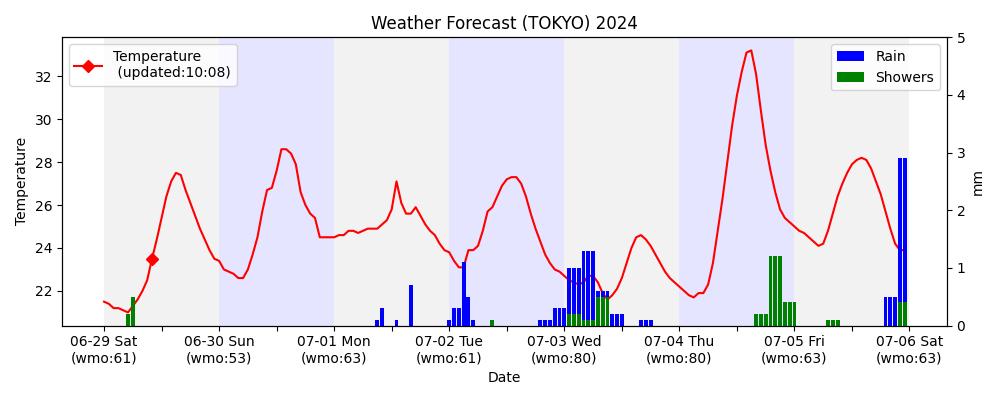 Weather Forecast (TOKYO) 2024
Temperature
(updated:10:08)
Rain
Showers
Temperature
32
30
28
26
24
22
5
4
3
2
1
0
mm
06-29 Sat
(wmo:61)
06-30 Sun
(wmo:53)
07-01 Mon
(wmo:63)
07-02 Tue
(wmo:61)
07-03 Wed
(wmo:80)
07-04 Thu
(wmo:80)
07-05 Fri
(wmo:63)
07-06 Sat
(wmo:63)
Date